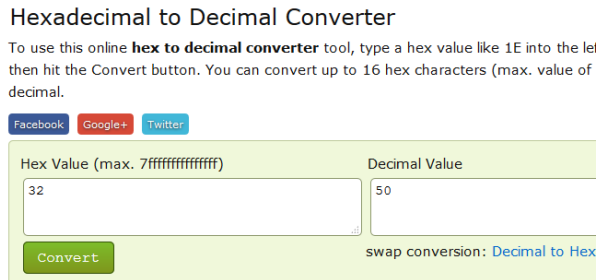 Hexadecimal to Decimal Converter
To use this online hex to decimal converter tool, type a hex value like 1E into the
then hit the Convert button. You can convert up to 16 hex characters (max. value of
decimal.
Facebook Google+ Twitter
Hex Value (max. 7fffffffffffffff) Decimal Value
32 50
Convert
swap conversion: Decimal to Hex